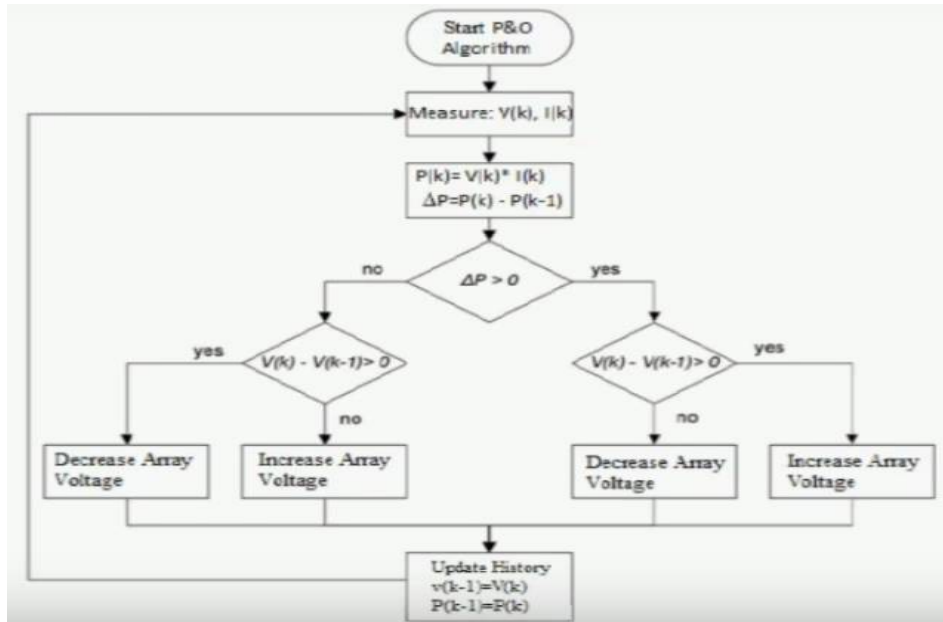 Start P&O
Algorithm
Measure: V(k), I(k)
P(k)= V(k)* I(k)
ΔP=P(k) - P(k-1)
no
ΔP > 0
yes
yes
V(k) - V(k-1)> 0
no
V(k) - V(k-1)> 0
yes
no
Decrease Array
Voltage
Increase Array
Voltage
Decrease Array
Voltage
Increase Array
Voltage
Update History
v(k-1)=V(k)
P(k-1)=P(k)